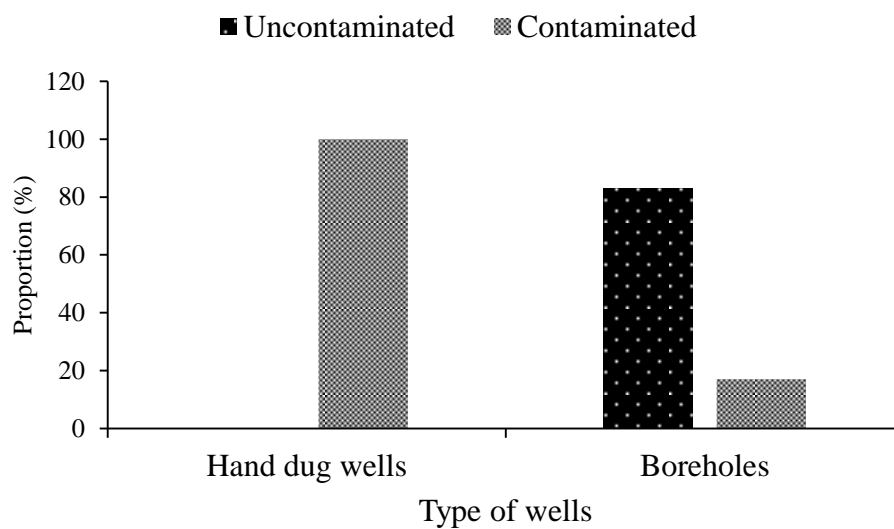 Uncontaminated Contaminated
120
100
80
60
40
20
0
Proportion (%)
Hand dug wells Boreholes
Type of wells